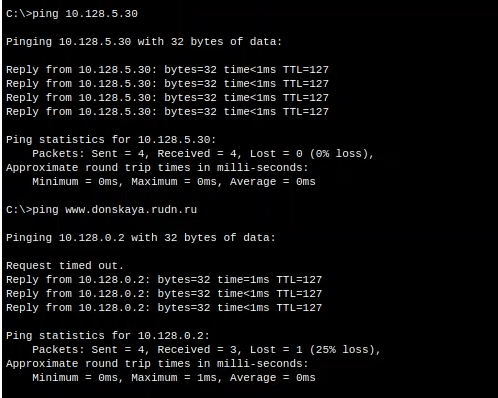 C:\>ping 10.128.5.30
Pinging 10.128.5.30 with 32 bytes of data:
Reply from 10.128.5.30: bytes=32 time<1ms TTL=127
Reply from 10.128.5.30: bytes=32 time<1ms TTL=127
Reply from 10.128.5.30: bytes=32 time<1ms TTL=127
Reply from 10.128.5.30: bytes=32 time<1ms TTL=127
Ping statistics for 10.128.5.30:
    Packets: Sent = 4, Received = 4, Lost = 0 (0% loss),
Approximate round trip times in milli-seconds:
    Minimum = 0ms, Maximum = 0ms, Average = 0ms
C:\>ping www.donskaya.rudn.ru
Pinging 10.128.0.2 with 32 bytes of data:
Request timed out.
Reply from 10.128.0.2: bytes=32 time=1ms TTL=127
Reply from 10.128.0.2: bytes=32 time<1ms TTL=127
Reply from 10.128.0.2: bytes=32 time<1ms TTL=127
Ping statistics for 10.128.0.2:
    Packets: Sent = 4, Received = 3, Lost = 1 (25% loss),
Approximate round trip times in milli-seconds:
    Minimum = 0ms, Maximum = 1ms, Average = 0ms